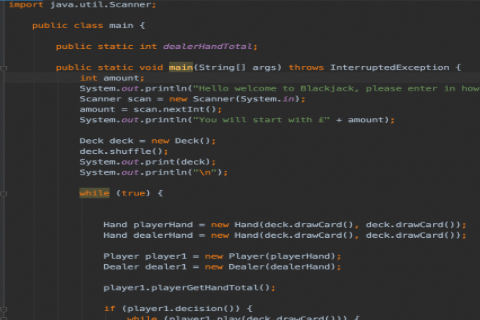 import java.util.Scanner;
public class main {
public static int dealerHandTotal;
public static void main(String[] args) throws InterruptedException {
int amount;
System.out.println("Hello welcome to Blackjack, please enter in how
Scanner scan = new Scanner(System.in);
amount = scan.nextInt();
System.out.println("You will start with £" + amount);
Deck deck = new Deck();
deck.shuffle();
System.out.print(deck);
System.out.println("\n");
while (true) {
Hand playerHand = new Hand(deck.drawCard(), deck.drawCard());
Hand dealerHand = new Hand(deck.drawCard(), deck.drawCard());
Player player1 = new Player(playerHand);
Dealer dealer1 = new Dealer(dealerHand);
player1.playerGetHandTotal();
if (player1.decision()) {
while (player1.play(deck.drawCard())) {